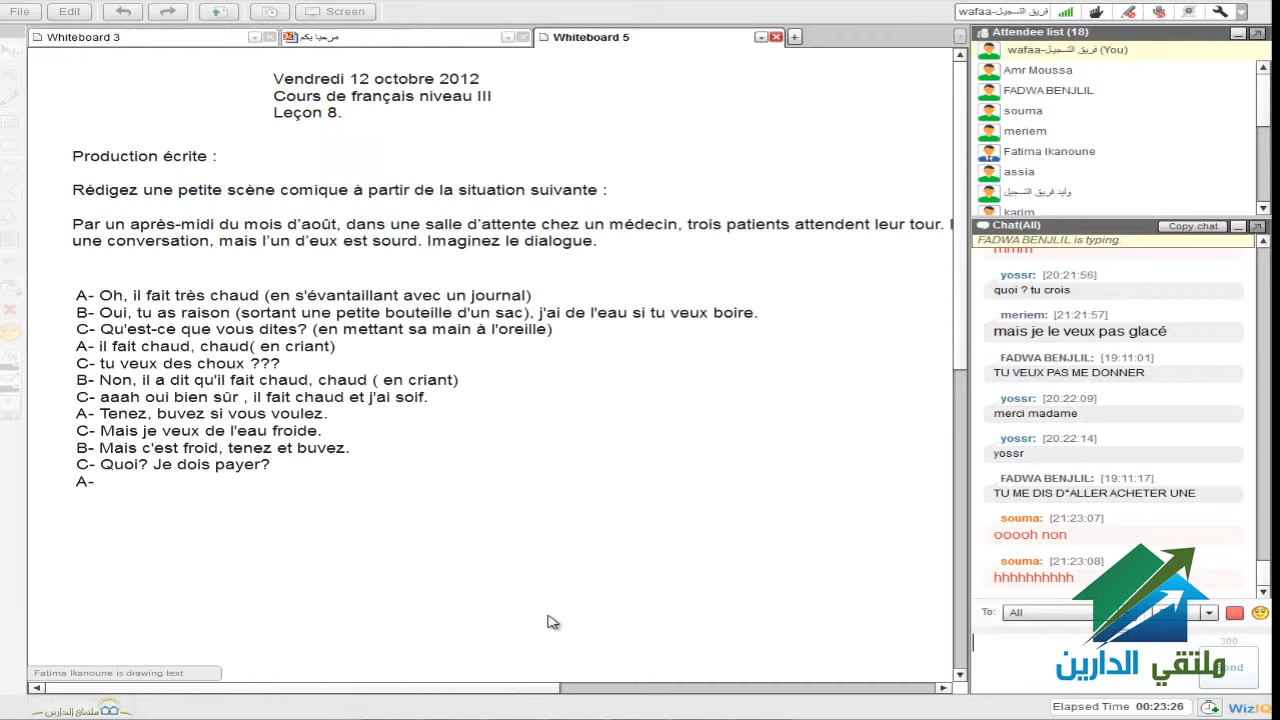 File Edit Screen
wafaa-فريق التسجيل
Whiteboard 3
مرحبا بكم
Whiteboard 5
Vendredi 12 octobre 2012
Cours de français niveau III
Leçon 8.
Production écrite :
Rédigez une petite scène comique à partir de la situation suivante :
Par un après-midi du mois d'août, dans une salle d'attente chez un médecin, trois patients attendent leur tour.
une conversation, mais l'un d'eux est sourd. Imaginez le dialogue.
A- Oh, il fait très chaud (en s'évantaillant avec un journal)
B- Oui, tu as raison (sortant une petite bouteille d'un sac), j'ai de l'eau si tu veux boire.
C- Qu'est-ce que vous dites? (en mettant sa main à l'oreille)
A- il fait chaud, chaud( en criant)
C- tu veux des choux ???
B- Non, il a dit qu'il fait chaud, chaud ( en criant)
C- aaah oui bien sûr , il fait chaud et j'ai soif.
A- Tenez, buvez si vous voulez.
C- Mais je veux de l'eau froide.
B- Mais c'est froid, tenez et buvez.
C- Quoi? Je dois payer?
A-
Fatima Ikanoune is drawing text
ملتقى الدارين
Attendee list (18)
wafaa-فريق التسجيل (You)
Amr Moussa
FADWA BENJLIL
souma
meriem
Fatima Ikanoune
assia
وليد فريق التسجيل
karim
Chat(All)
Copy chat
FADWA BENJLIL is typing.
yossr: [20:21:56]
quoi ? tu crois
meriem: [21:21:57]
mais je le veux pas glacé
FADWA BENJLIL: [19:11:01]
TU VEUX PAS ME DONNER
yossr: [20:22:09]
merci madame
yossr: [20:22:14]
yossr
FADWA BENJLIL: [19:11:17]
TU ME DIS D"ALLER ACHETER UNE
souma: [21:23:07]
ooooh non
souma: [21:23:08]
hhhhhhhhhh
To: All
300
ملتقي الدارين
Elapsed Time 00:23:26
WizIQ